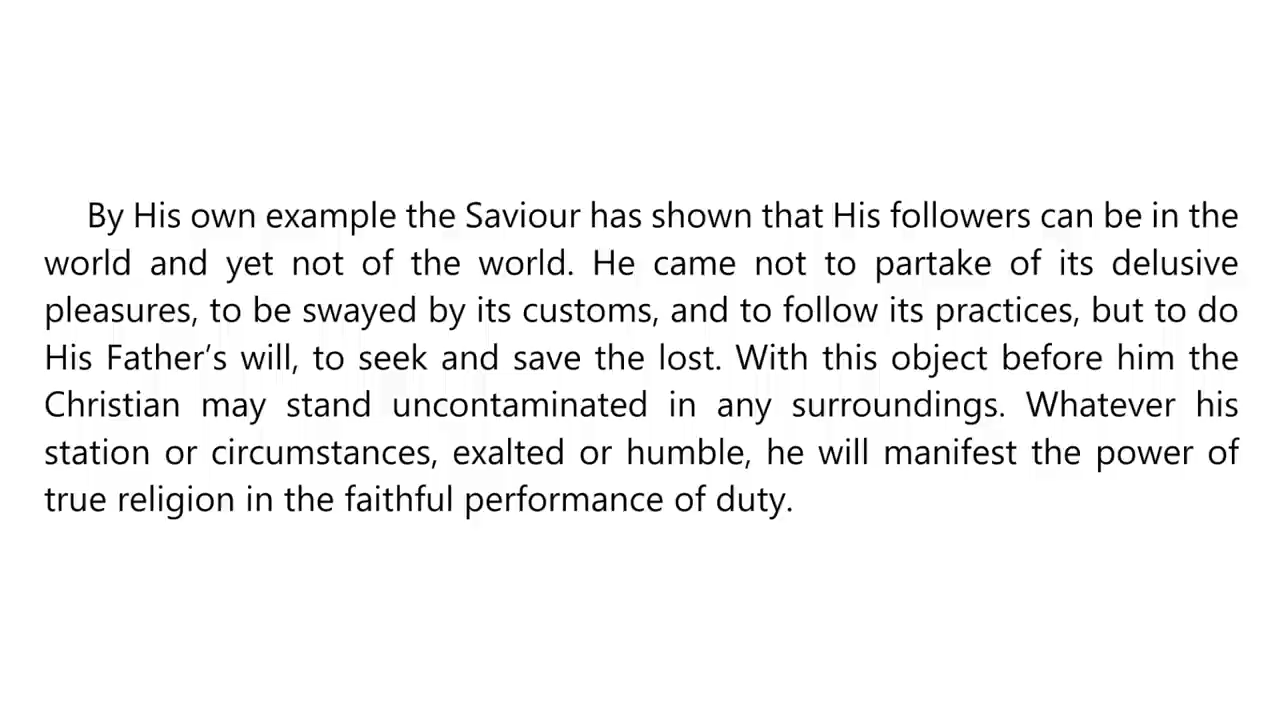 By His own example the Saviour has shown that His followers can be in the
world and yet not of the world. He came not to partake of its delusive
pleasures, to be swayed by its customs, and to follow its practices, but to do
His Father’s will, to seek and save the lost. With this object before him the
Christian may stand uncontaminated in any surroundings. Whatever his
station or circumstances, exalted or humble, he will manifest the power of
true religion in the faithful performance of duty.